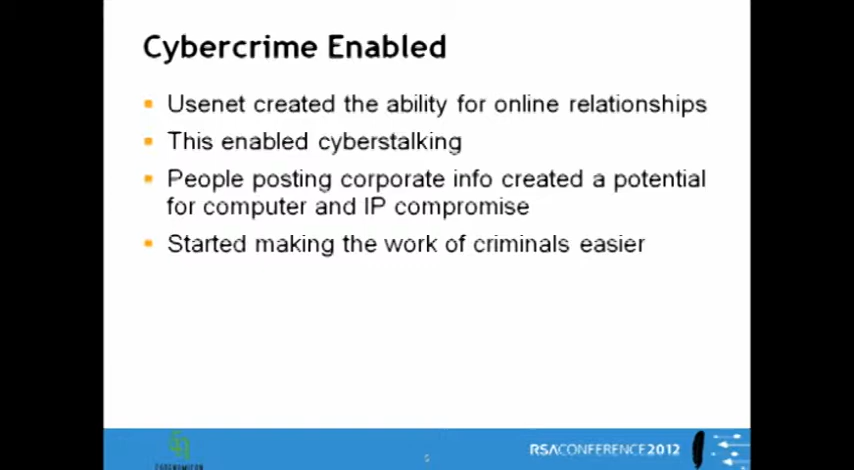 Cybercrime Enabled
Usenet created the ability for online relationships
This enabled cyberstalking
People posting corporate info created a potential
for computer and IP compromise
Started making the work of criminals easier
RSACONFERENCE2012